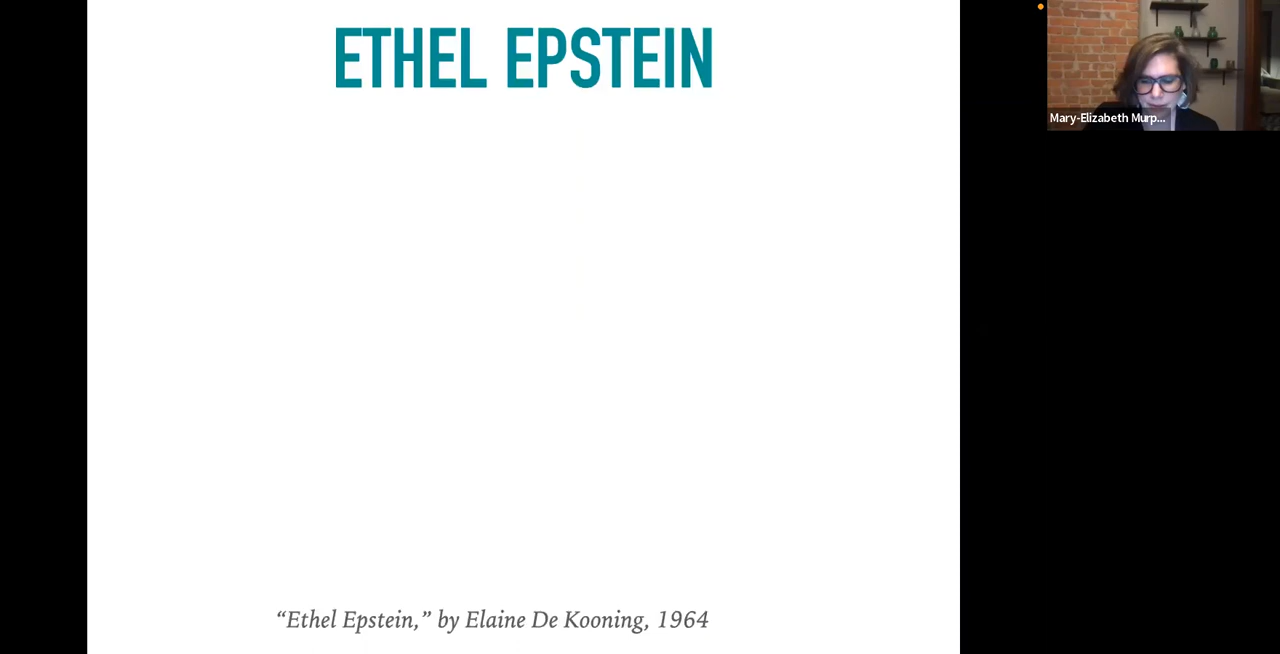 ETHEL EPSTEIN
Mary-Elizabeth Murp...
“Ethel Epstein,” by Elaine De Kooning, 1964